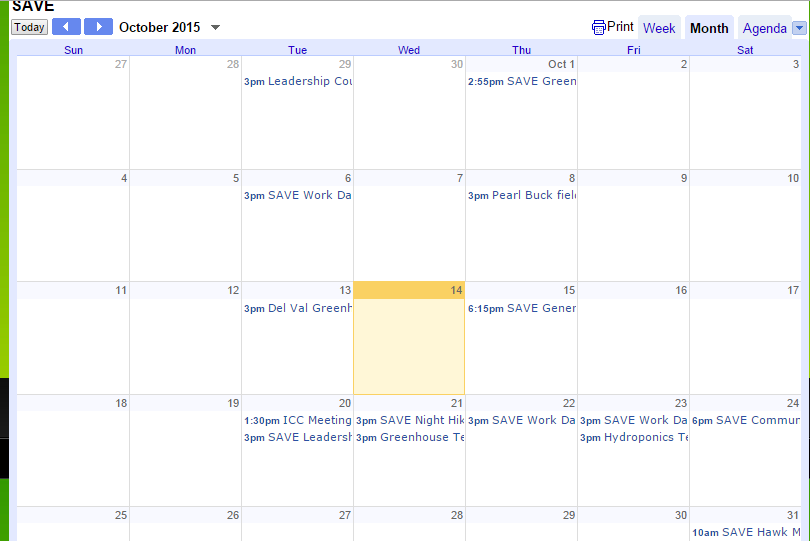 SAVE
Today October 2015 Print Week Month Agenda
Sun Mon Tue Wed Thu Fri Sat
27 28 29 30 Oct 1 2 3
3pm Leadership Cou 2:55pm SAVE Green
4 5 6 7 8 9 10
3pm SAVE Work Da 3pm Pearl Buck fiel
11 12 13 14 15 16 17
3pm Del Val Greenh 6:15pm SAVE Gener
18 19 20 21 22 23 24
1:30pm ICC Meeting 3pm SAVE Night Hik 3pm SAVE Work Da 3pm SAVE Work Da 6pm SAVE Commun
3pm SAVE Leadersh 3pm Greenhouse Te 3pm Hydroponics Te
25 26 27 28 29 30 31
10am SAVE Hawk M